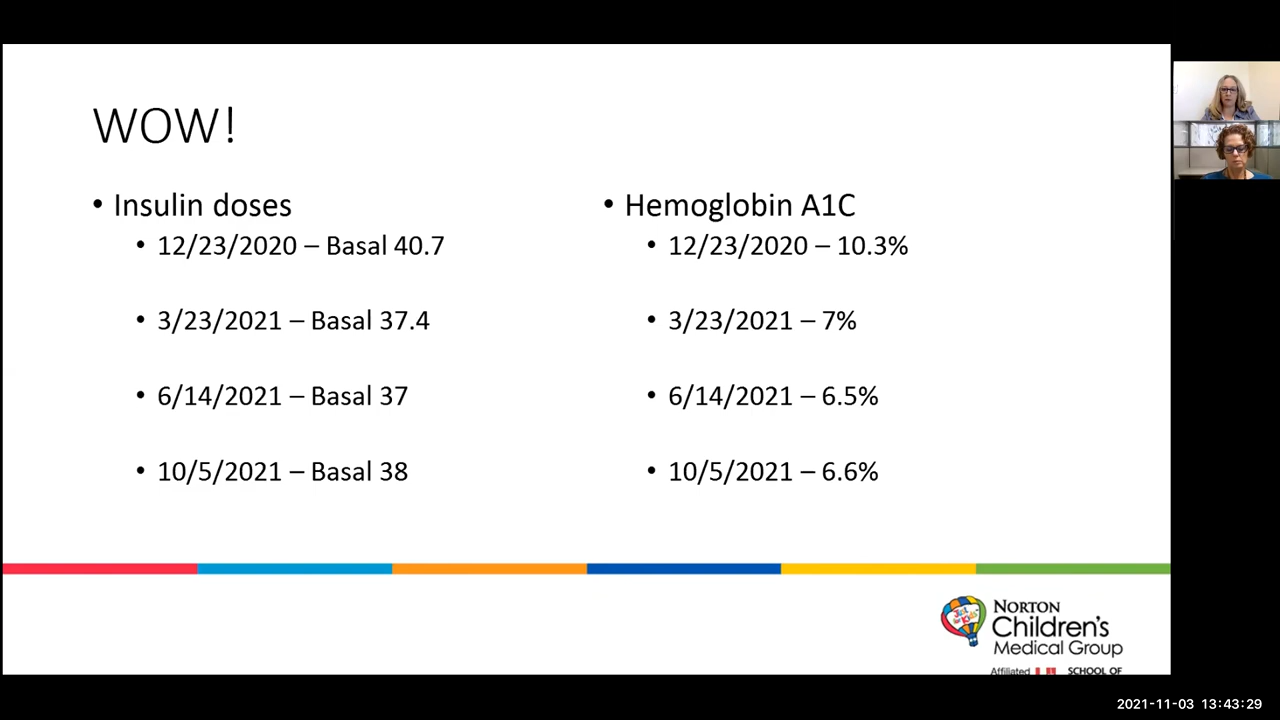 WOW!
• Insulin doses
• 12/23/2020 – Basal 40.7
• 3/23/2021 – Basal 37.4
• 6/14/2021 – Basal 37
• 10/5/2021 – Basal 38
• Hemoglobin A1C
• 12/23/2020 – 10.3%
• 3/23/2021 – 7%
• 6/14/2021 – 6.5%
• 10/5/2021 – 6.6%
Just
for Kids
NORTON
Children's
Medical Group
Affiliated SCHOOL OF
2021-11-03 13:43:29